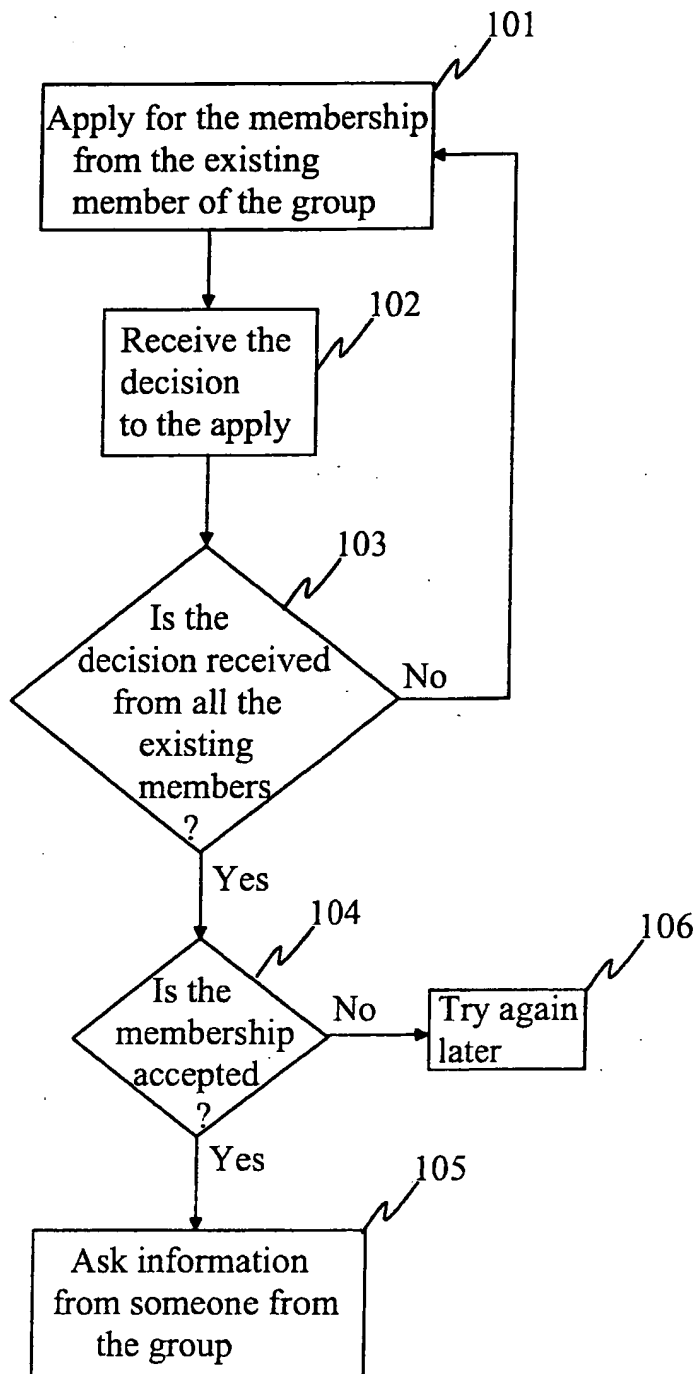 101
Apply for the membership
from the existing
member of the group
102
Receive the
decision
to the apply
103
Is the
decision received
from all the
existing
members
?
No
Yes
104
Is the
membership
accepted
?
No
106
Try again
later
Yes
105
Ask information
from someone from
the group